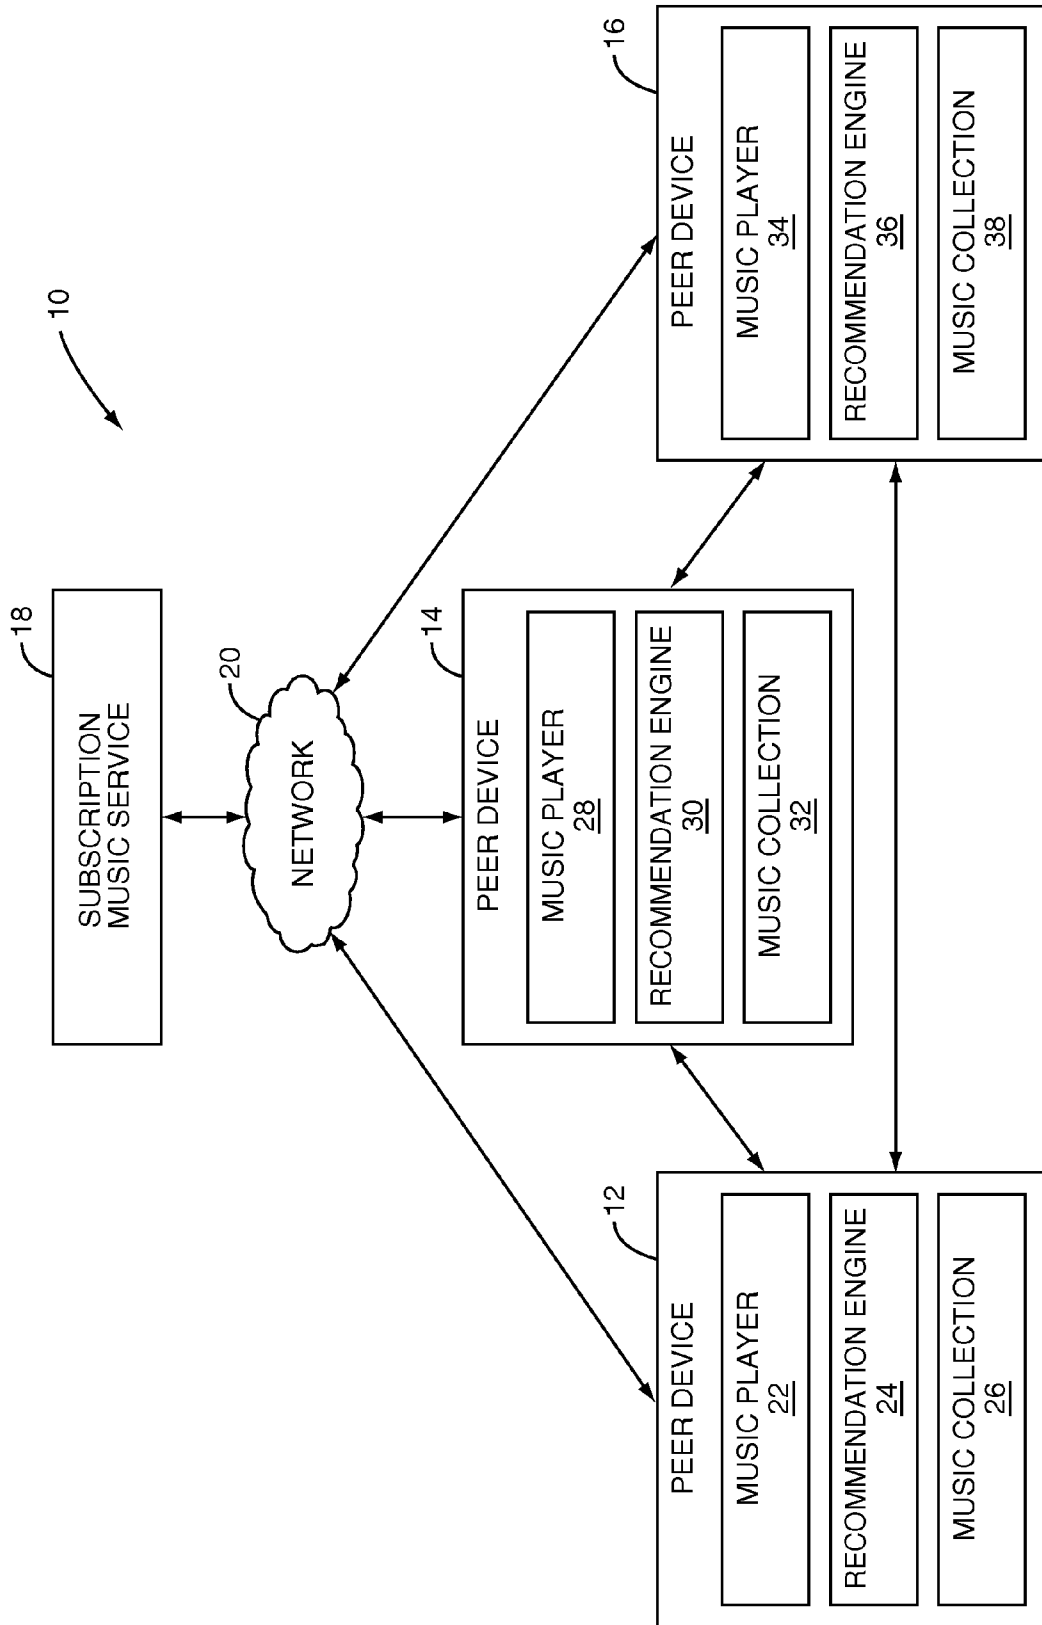 10
18
SUBSCRIPTION
MUSIC SERVICE
20
NETWORK
12
PEER DEVICE
MUSIC PLAYER
22
RECOMMENDATION ENGINE
24
MUSIC COLLECTION
26
14
PEER DEVICE
MUSIC PLAYER
28
RECOMMENDATION ENGINE
30
MUSIC COLLECTION
32
16
PEER DEVICE
MUSIC PLAYER
34
RECOMMENDATION ENGINE
36
MUSIC COLLECTION
38